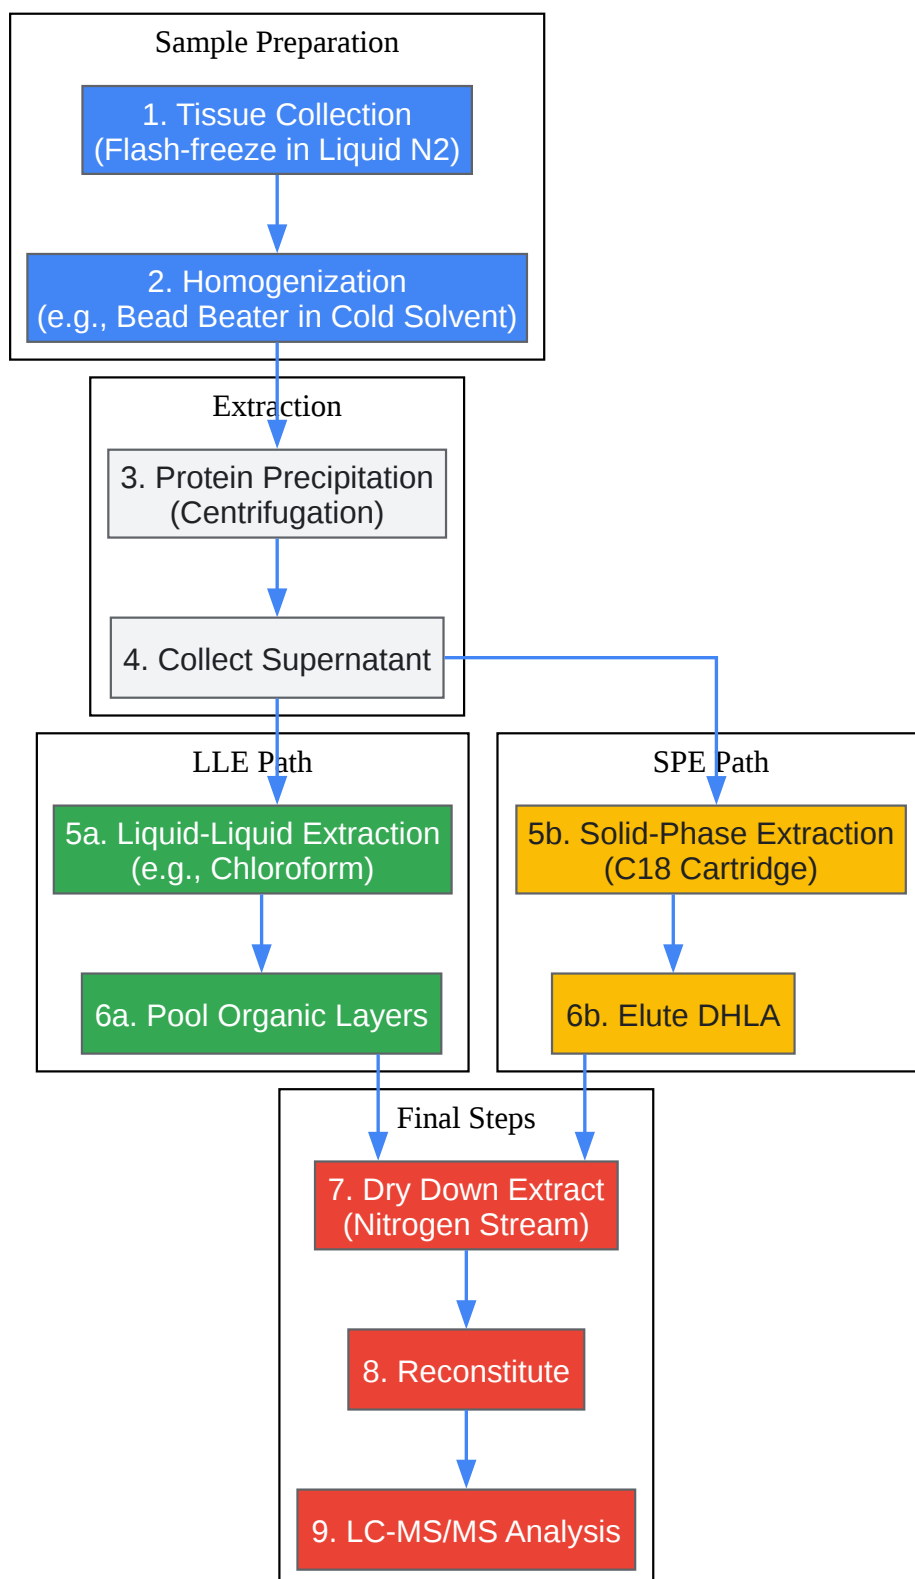 Sample Preparation
1. Tissue Collection
(Flash-freeze in Liquid N2)
2. Homogenization
(e.g., Bead Beater in Cold Solvent)
Extraction
3. Protein Precipitation
(Centrifugation)
4. Collect Supernatant
LLE Path
5a. Liquid-Liquid Extraction
(e.g., Chloroform)
6a. Pool Organic Layers
SPE Path
5b. Solid-Phase Extraction
(C18 Cartridge)
6b. Elute DHLA
Final Steps
7. Dry Down Extract
(Nitrogen Stream)
8. Reconstitute
9. LC-MS/MS Analysis